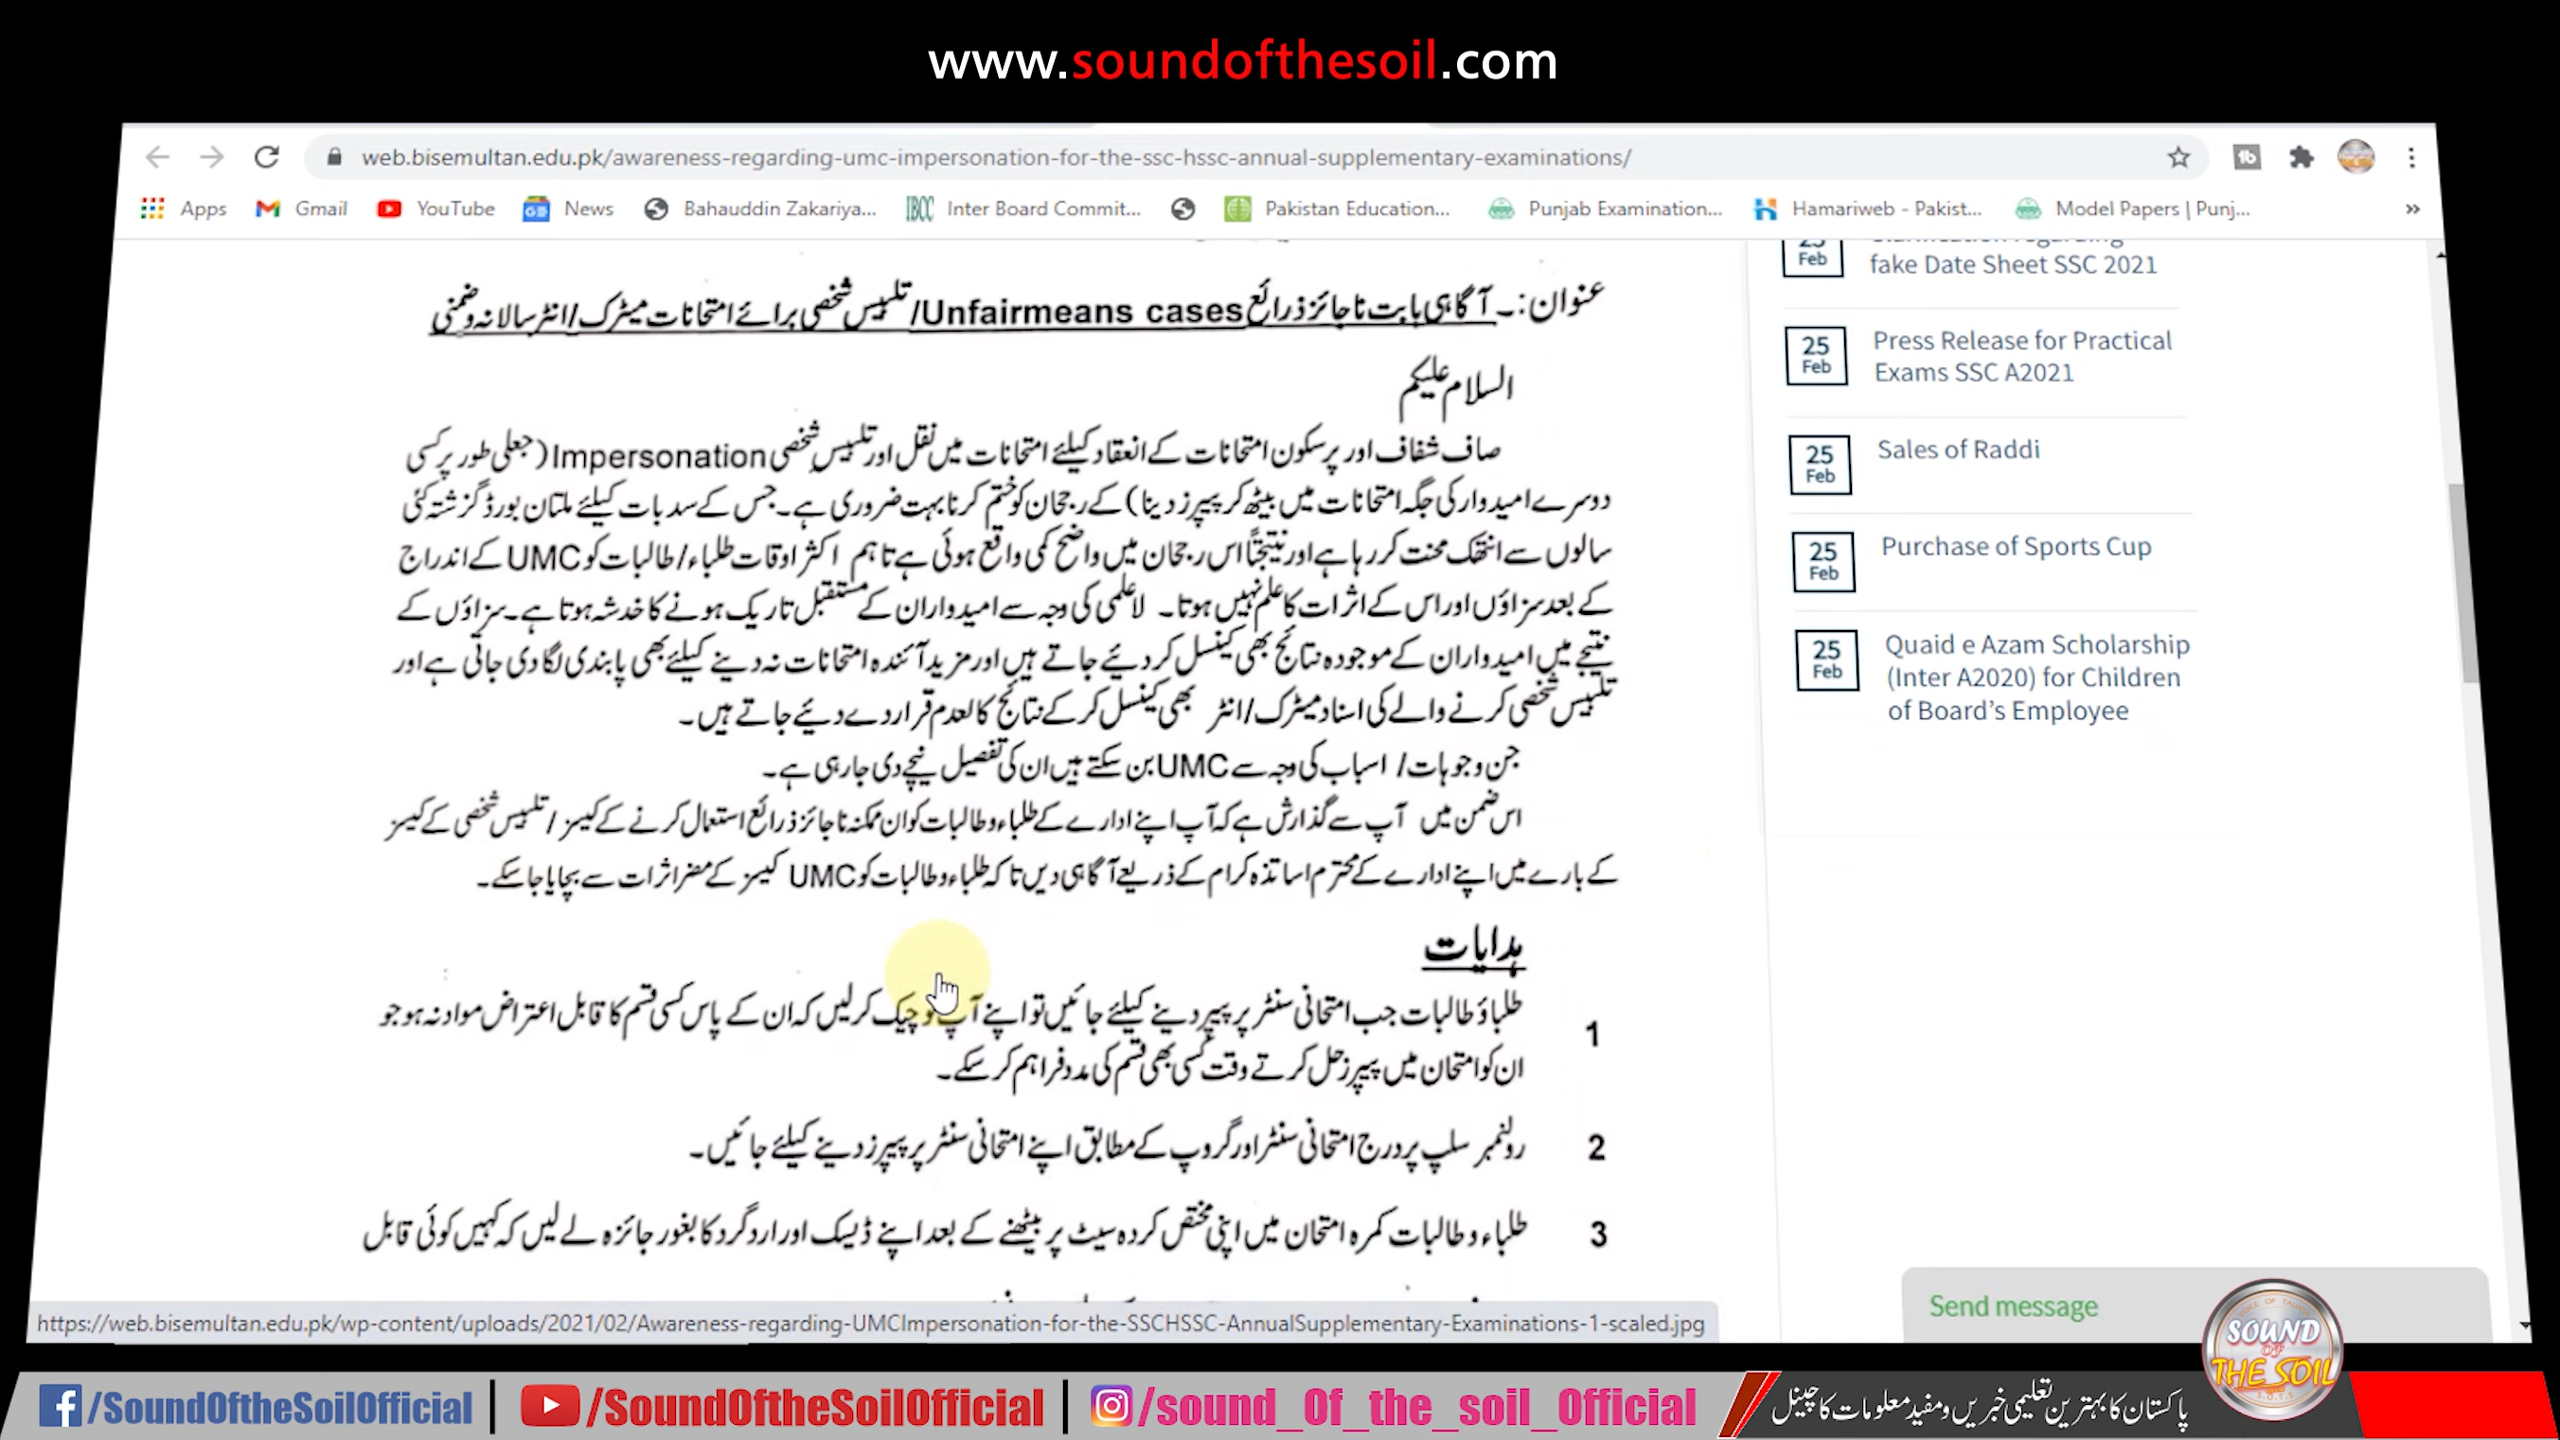 www.soundofthesoil.com
web.bisemultan.edu.pk/awareness-regarding-umc-impersonation-for-the-ssc-hssc-annual-supplementary-examinations/
Apps Gmail YouTube News Bahauddin Zakariya... Inter Board Commit... Pakistan Education... Punjab Examination... Hamariweb - Pakist... Model Papers | Punj... »
عنوان:۔ آگاہی بابت ناجائز ذرائع Unfairmeans cases/تلبیس شخصی برائے امتحانات میٹرک/انٹر سالانہ وضمنی
السلام علیکم
صاف شفاف اور پرسکون امتحانات کے انعقاد کیلئے امتحانات میں نقل اور تلبیس شخصی Impersonation (جعلی طور پر کسی
دوسرے امیدوار کی جگہ امتحانات میں بیٹھ کر پیپرز دینا) کے رجحان کو ختم کرنا بہت ضروری ہے۔ جس کے سدبات کیلئے ملتان بورڈ گزشتہ کئی
سالوں سے انتھک محنت کر رہا ہے اور نتیجتاً اس رجحان میں واضح کمی واقع ہوئی ہے تاہم اکثر اوقات طلباء/طالبات کو UMC کے اندراج
کے بعد سزاؤں اور اس کے اثرات کا علم نہیں ہوتا۔ لاعلمی کی وجہ سے امیدواران کے مستقبل تاریک ہونے کا خدشہ ہوتا ہے۔ سزاؤں کے
نتیجے میں امیدواران کے موجودہ نتائج بھی کینسل کر دئیے جاتے ہیں اور مزید آئندہ امتحانات نہ دینے کیلئے بھی پابندی لگا دی جاتی ہے اور
تلبیس شخصی کرنے والے کی اسناد میٹرک/انٹر بھی کینسل کر کے نتائج کالعدم قرار دے دئیے جاتے ہیں۔
جن وجوہات/ اسباب کی وجہ سے UMC بن سکتے ہیں ان کی تفصیل نیچے دی جا رہی ہے۔
اس ضمن میں آپ سے گذارش ہے کہ آپ اپنے ادارے کے طلباء و طالبات کو ان ممکنہ ناجائز ذرائع استعمال کرنے کے کیسز/تلبیس شخصی کے کیسز
کے بارے میں اپنے ادارے کے محترم اساتذہ کرام کے ذریعے آگاہی دیں تاکہ طلباء و طالبات کو UMC کیسز کے مضر اثرات سے بچایا جا سکے۔
ہدایات
1 طلباؤ طالبات جب امتحانی سنٹر پر پیپر دینے کیلئے جائیں تو اپنے آپ چیک کر لیں کہ ان کے پاس کسی قسم کا قابل اعتراض مواد نہ ہو جو
ان کو امتحان میں پیپرز حل کرتے وقت کسی بھی قسم کی مدد فراہم کر سکے۔
2 رولنمبر سلپ پر درج امتحانی سنٹر اور گروپ کے مطابق اپنے امتحانی سنٹر پر پیپرز دینے کیلئے جائیں۔
3 طلباء و طالبات کمرہ امتحان میں اپنی مختص کردہ سیٹ پر بیٹھنے کے بعد اپنے ڈیسک اور ارد گرد کا بغور جائزہ لے لیں کہ کہیں کوئی قابل
25 Feb
fake Date Sheet SSC 2021
25 Feb
Press Release for Practical
Exams SSC A2021
25 Feb
Sales of Raddi
25 Feb
Purchase of Sports Cup
25 Feb
Quaid e Azam Scholarship
(Inter A2020) for Children
of Board's Employee
Send message
https://web.bisemultan.edu.pk/wp-content/uploads/2021/02/Awareness-regarding-UMCImpersonation-for-the-SSCHSSC-AnnualSupplementary-Examinations-1-scaled.jpg
SOUND
OF
THE SOIL
/SoundOftheSoilOfficial | /SoundOftheSoilOfficial | /sound_Of_the_soil_Official
پاکستان کا بہترین تعلیمی خبریں و مفید معلومات کا چینل